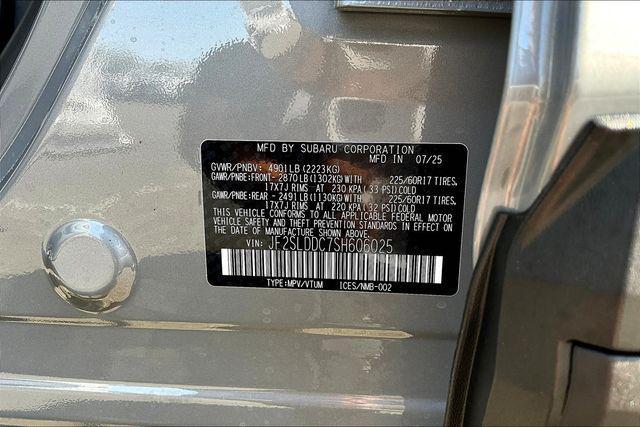 MFD BY SUBARU CORPORATION
MFD IN 07/25
GVWR/PNBV: 4901LB (2223KG)
GAWR/PNBE:FRONT- 2870LB(1302KG)WITH 225/60R17 TIRES,
17X7J RIMS AT 230 KPA(33 PSI)COLD
GAWR/PNBE:REAR - 2491LB(1130KG)WITH 225/60R17 TIRES,
17X7J RIMS AT 220 KPA(32 PSI)COLD
THIS VEHICLE CONFORMS TO ALL APPLICABLE FEDERAL MOTOR
VEHICLE SAFETY AND THEFT PREVENTION STANDARDS IN EFFECT ON
THE DATE OF MANUFACTURE SHOWN ABOVE.
VIN: JF2SLDDC7SH606025
TYPE:MPV/VTUM ICES/NMB-002